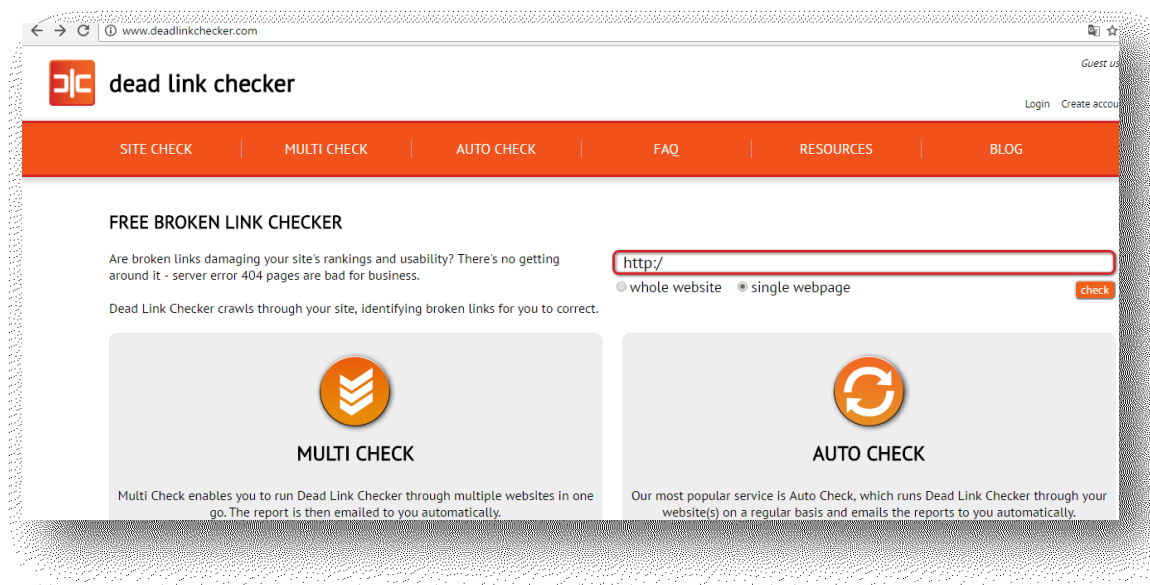 www.deadlinkchecker.com
Guest us
dead link checker
Login Create accou
SITE CHECK MULTI CHECK AUTO CHECK FAQ RESOURCES BLOG
FREE BROKEN LINK CHECKER
Are broken links damaging your site's rankings and usability? There's no getting
around it - server error 404 pages are bad for business.
Dead Link Checker crawls through your site, identifying broken links for you to correct.
http:/
whole website single webpage
check
MULTI CHECK
Multi Check enables you to run Dead Link Checker through multiple websites in one
go. The report is then emailed to you automatically.
AUTO CHECK
Our most popular service is Auto Check, which runs Dead Link Checker through your
website(s) on a regular basis and emails the reports to you automatically.